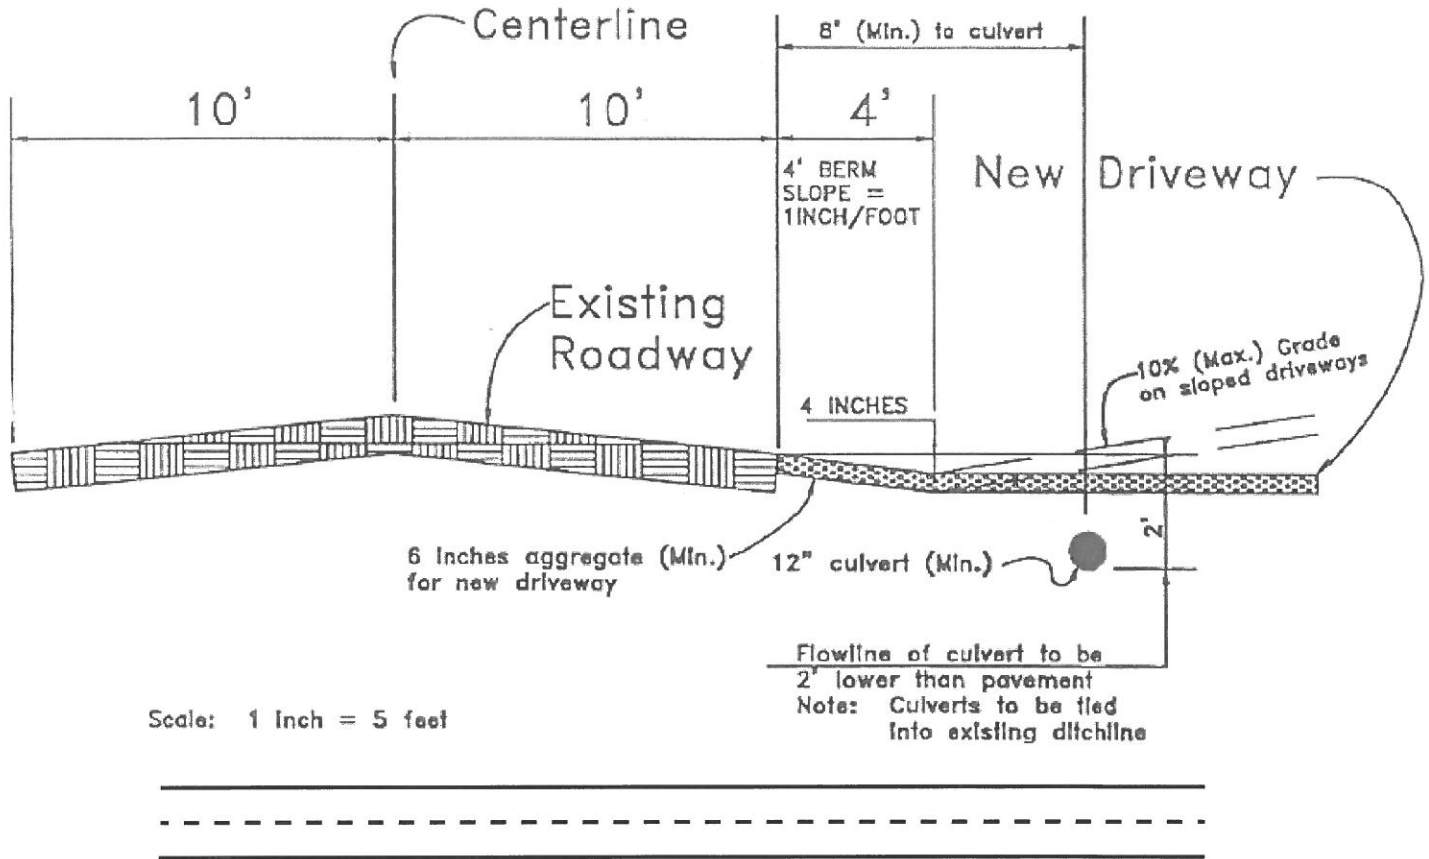 Centerline
8' (Min.) to culvert
10'
10'
4'
4' BERM
SLOPE =
1INCH/FOOT
New Driveway
Existing
Roadway
10% (Max.) Grade
on sloped driveways
4 INCHES
2'
6 Inches aggregate (Min.)
for new driveway
12" culvert (Min.)
Flowline of culvert to be
2' lower than pavement
Note: Culverts to be tied
into existing ditchline
Scale: 1 Inch = 5 feet